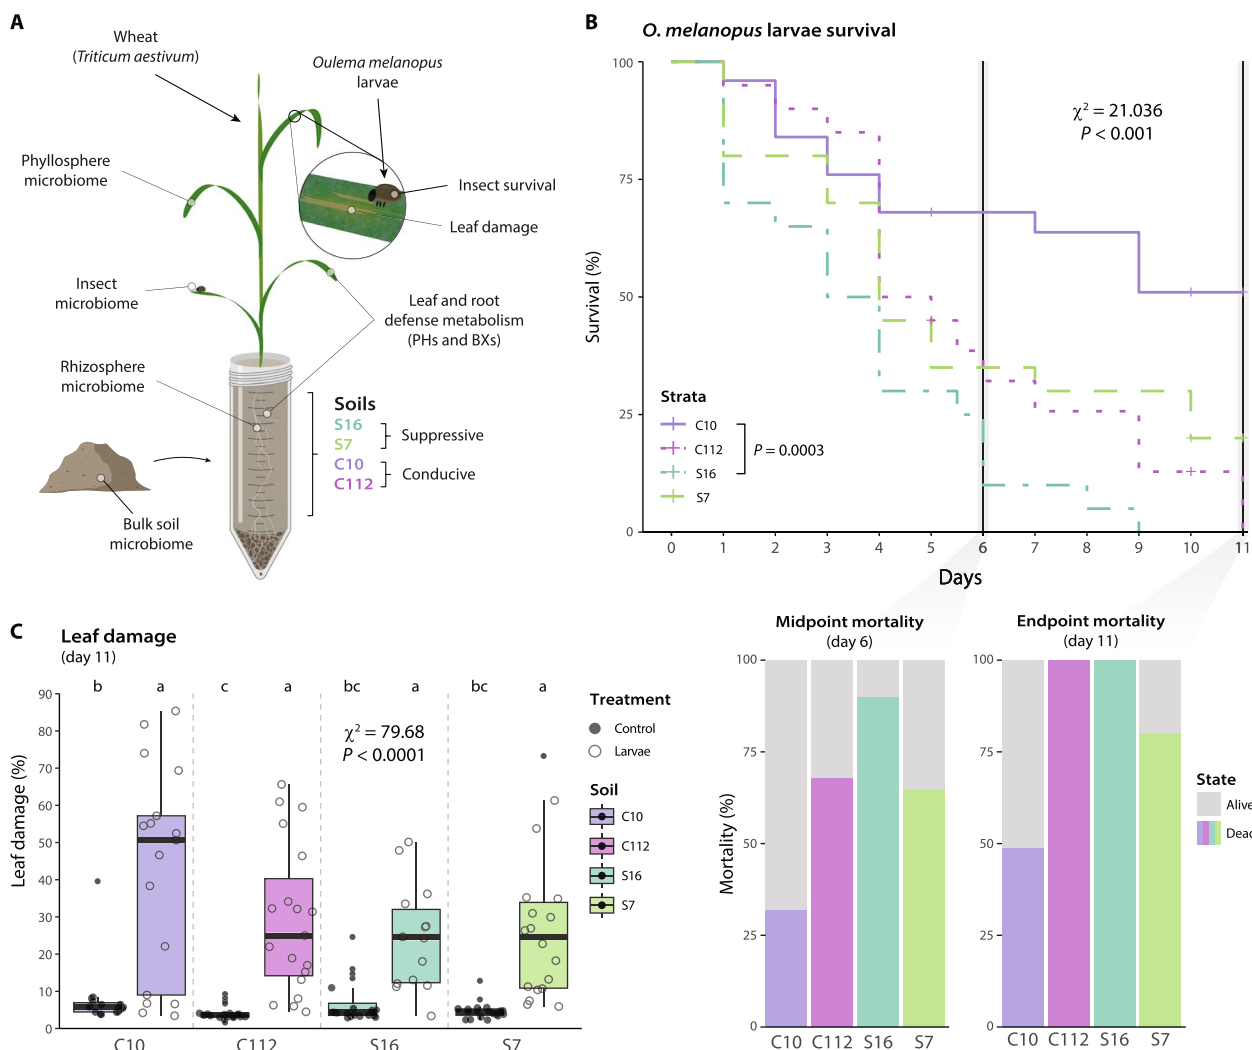 A
Wheat
(Triticum aestivum)
Oulema melanopus
larvae
Phyllosphere
microbiome
Insect survival
Leaf damage
Insect
microbiome
Leaf and root
defense metabolism
(PHs and BXs)
Rhizosphere
microbiome
Soils
S16
S7
Suppressive
C10
C112
Conducive
Bulk soil
microbiome
B
O. melanopus larvae survival
χ² = 21.036
P < 0.001
Survival (%)
100
75
50
25
0
Strata
C10
C112
S16
S7
P = 0.0003
0 1 2 3 4 5 6 7 8 9 10 11
Days
Midpoint mortality
(day 6)
Endpoint mortality
(day 11)
Mortality (%)
100
75
50
25
0
C10 C112 S16 S7
100
75
50
25
0
C10 C112 S16 S7
State
Alive
Dead
C
Leaf damage
(day 11)
b a c a bc a bc a
χ² = 79.68
P < 0.0001
Leaf damage (%)
90
80
70
60
50
40
30
20
10
0
C10 C112 S16 S7
Treatment
Control
Larvae
Soil
C10
C112
S16
S7